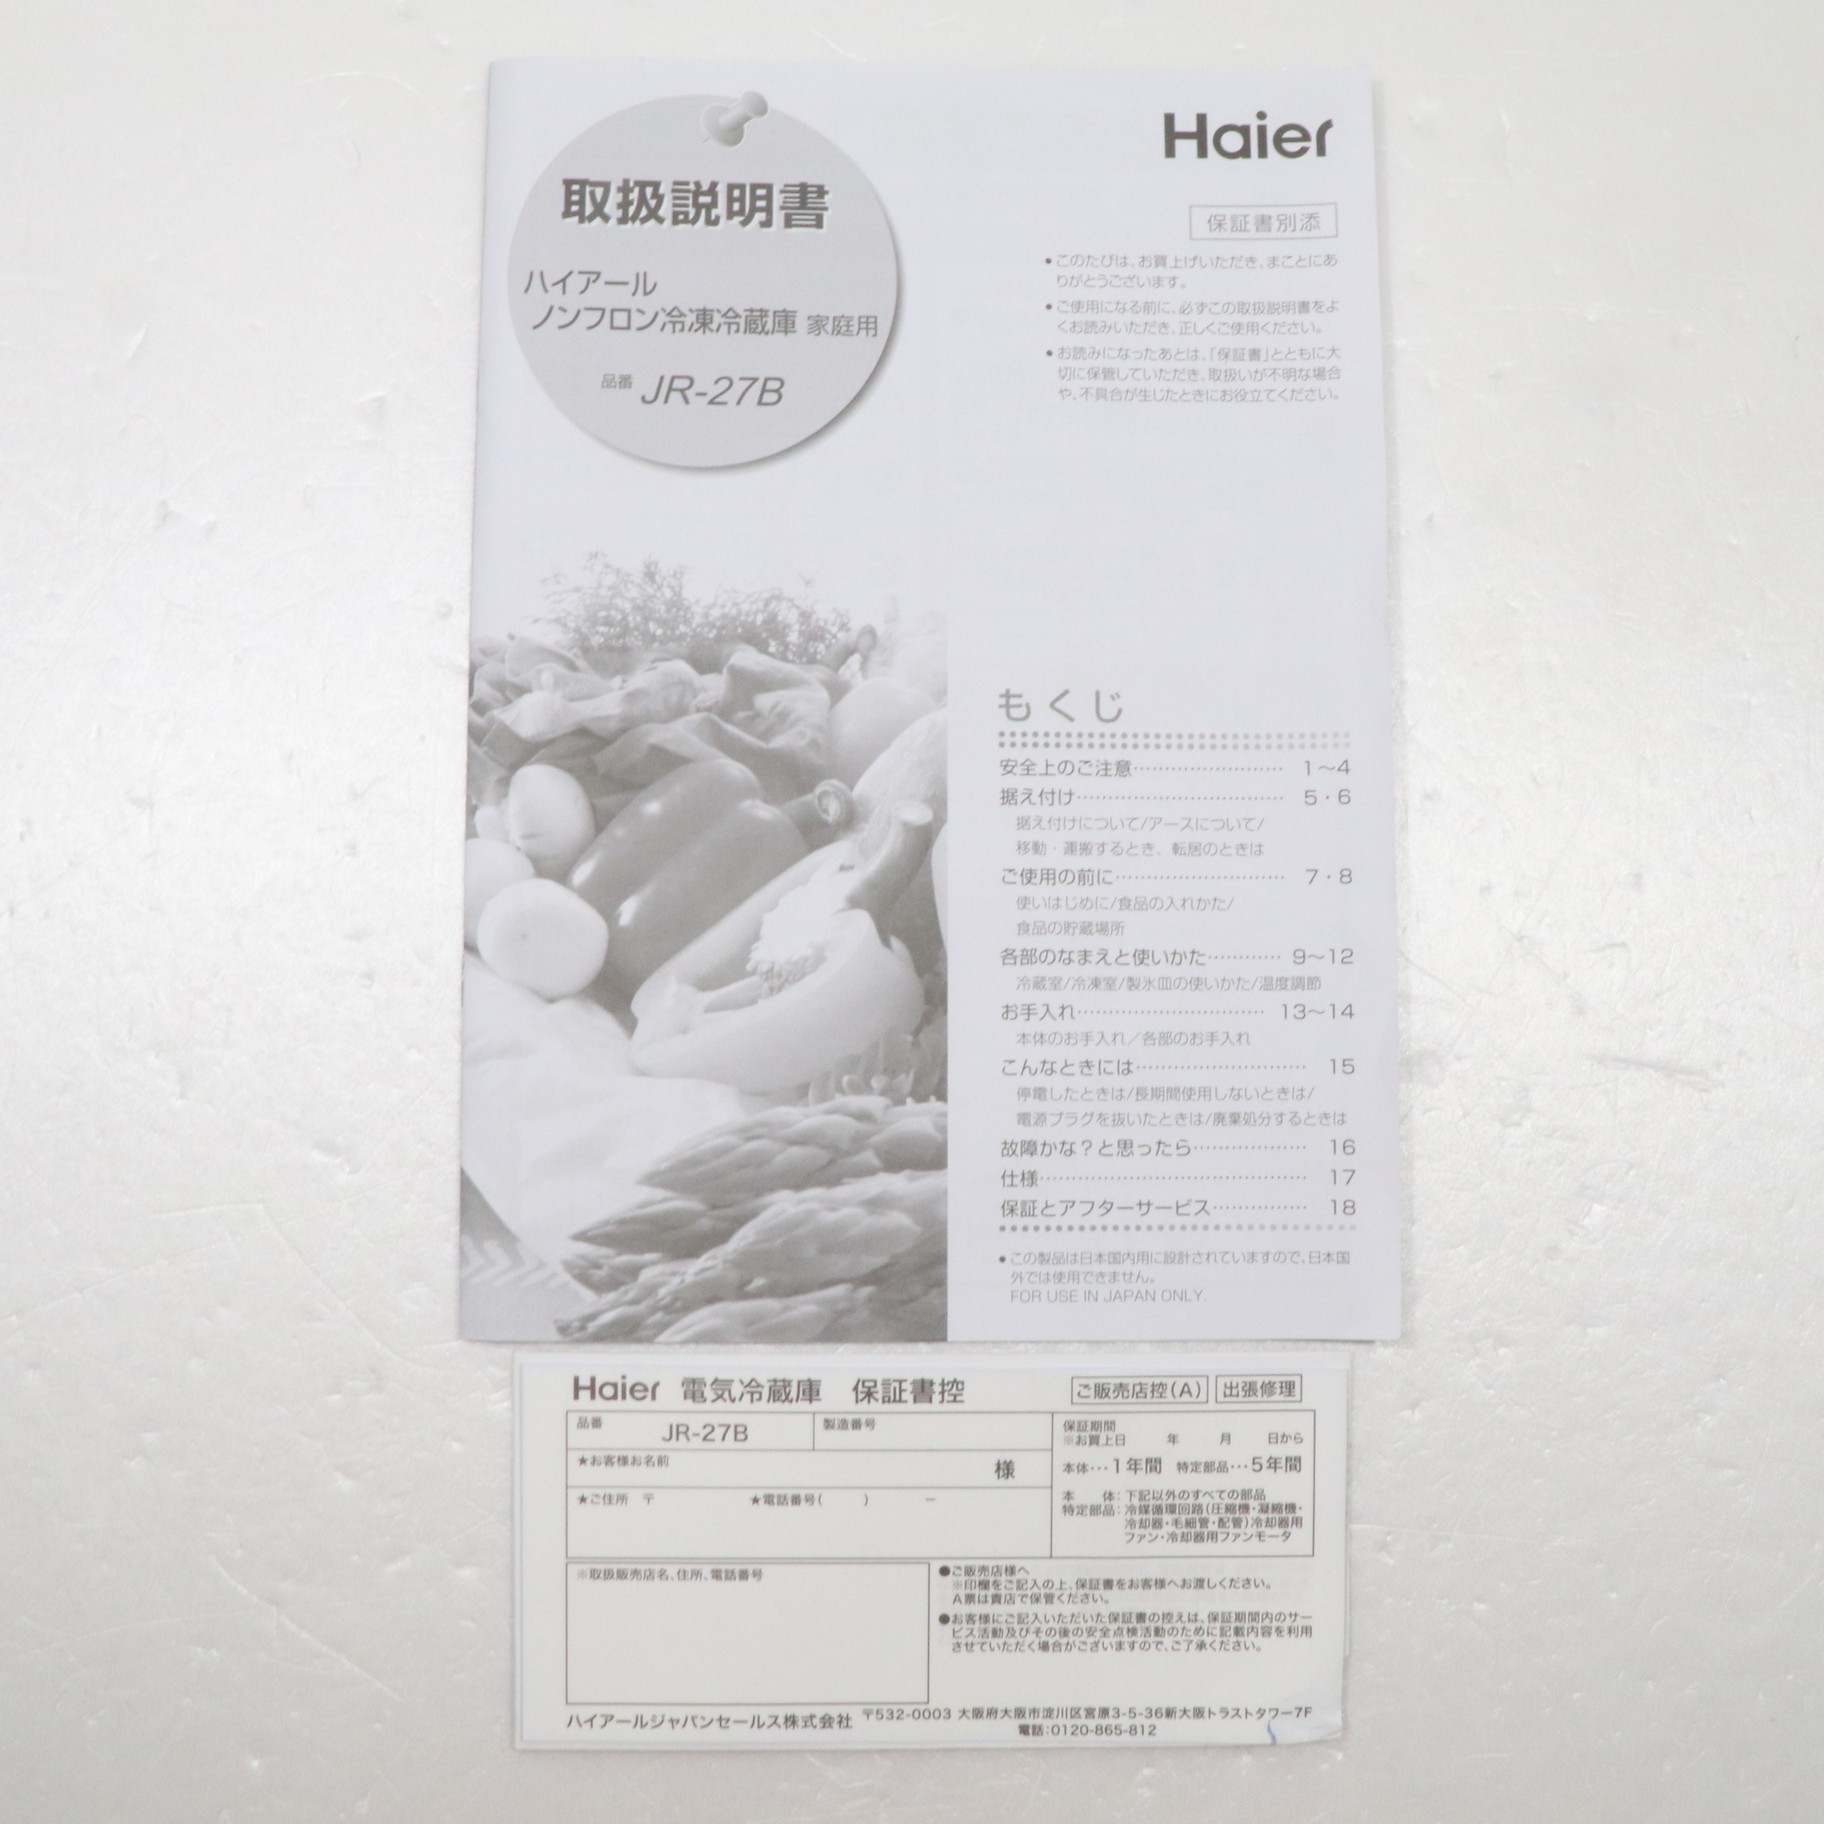 Haier
取扱説明書
ハイアール
ノンフロン冷凍冷蔵庫 家庭用
品番 JR-27B
保証書別添
•このたびは、お買上げいただき、まことにあ
りがとうございます。
•ご使用になる前に、必ずこの取扱説明書をよ
くお読みいただき、正しくご使用ください。
•お読みになったあとは、「保証書」とともに大
切に保管していただき、取扱いが不明な場合
や、不具合が生じたときにお役立てください。
もくじ
安全上のご注意 1～4
据え付け 5・6
据え付けについて/アースについて/
移動・運搬するとき、転居のときは
ご使用の前に 7・8
使いはじめに/食品の入れかた/
食品の貯蔵場所
各部のなまえと使いかた 9～12
冷蔵室/冷凍室/製氷皿の使いかた/温度調節
お手入れ 13～14
本体のお手入れ／各部のお手入れ
こんなときには 15
停電したときは/長期間使用しないときは/
電源プラグを抜いたときは/廃棄処分するときは
故障かな？と思ったら 16
仕様 17
保証とアフターサービス 18
•この製品は日本国内用に設計されていますので、日本国
外では使用できません。
FOR USE IN JAPAN ONLY.
Haier 電気冷蔵庫 保証書控
ご販売店控(A) 出張修理
品番 JR-27B 製造番号
★お客様お名前 様
★ご住所 〒 ★電話番号( ) －
保証期間
※お買上日 年 月 日から
本体…1年間 特定部品…5年間
本 体：下記以外のすべての部品
特定部品：冷媒循環回路(圧縮機・凝縮機・
冷却器・毛細管・配管)冷却器用
ファン・冷却器用ファンモータ
※取扱販売店名、住所、電話番号
●ご販売店様へ
※印欄をご記入の上、保証書をお客様へお渡しください。
A票は貴店で保管ください。
●お客様にご記入いただいた保証書の控えは、保証期間内のサー
ビス活動及びその後の安全点検活動のために記載内容を利用
させていただく場合がございますので、ご了承ください。
ハイアールジャパンセールス株式会社 〒532-0003 大阪府大阪市淀川区宮原3-5-36新大阪トラストタワー7F
電話:0120-865-812